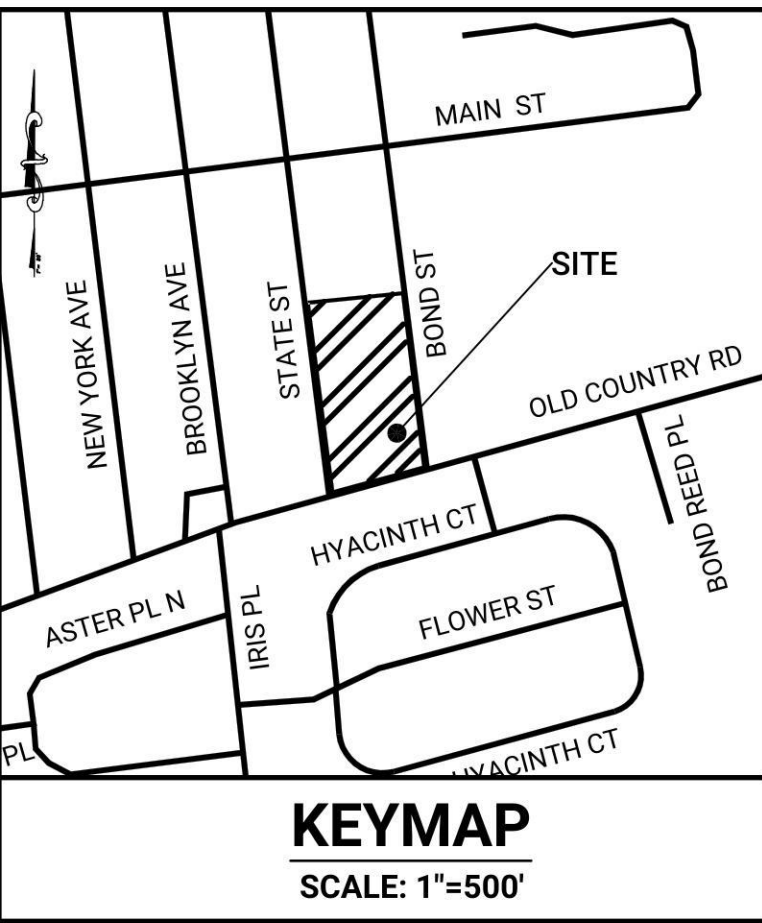 MAIN ST
SITE
NEW YORK AVE
BROOKLYN AVE
STATE ST
BOND ST
OLD COUNTRY RD
BOND REED PL
HYACINTH CT
FLOWER ST
ASTER PL N
IRIS PL
PL
HYACINTH CT
KEYMAP
SCALE: 1"=500'